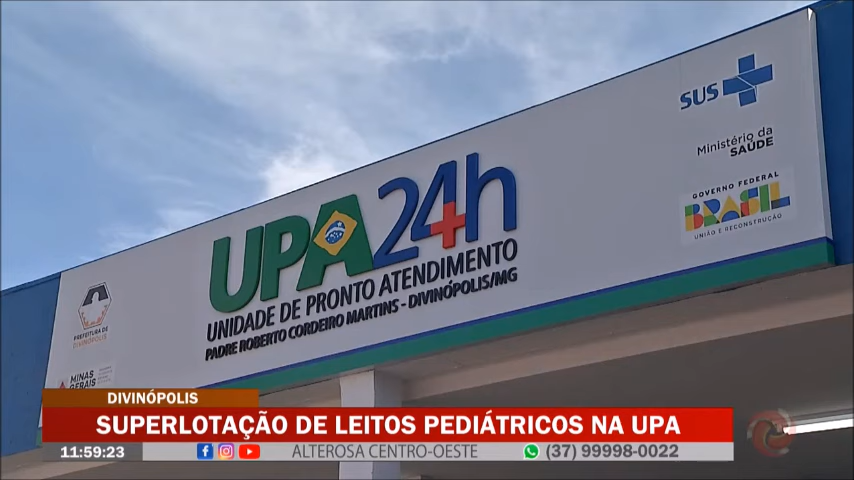 SUS
Ministério da
SAÚDE
GOVERNO FEDERAL
BRASIL
UNIÃO E RECONSTRUÇÃO
UPA 24h
UNIDADE DE PRONTO ATENDIMENTO
PADRE ROBERTO CORDEIRO MARTINS - DIVINÓPOLIS/MG
PREFEITURA DE
DIVINÓPOLIS
MINAS
GERAIS
DIVINÓPOLIS
SUPERLOTAÇÃO DE LEITOS PEDIÁTRICOS NA UPA
11:59:23 ALTEROSA CENTRO-OESTE (37) 99998-0022